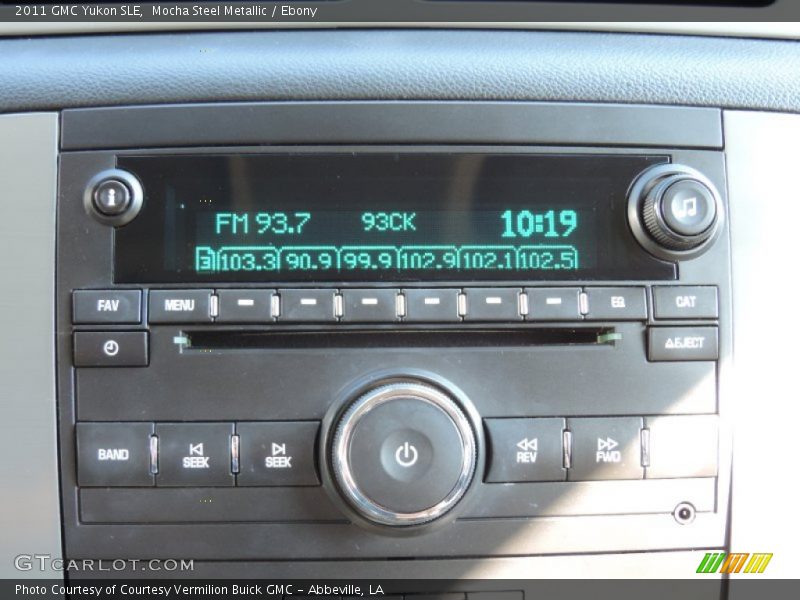 2011 GMC Yukon SLE, Mocha Steel Metallic / Ebony
i
FM 93.7 93CK 10:19
3 103.3 90.9 99.9 102.9 102.1 102.5
FAV MENU EQ CAT
EJECT
BAND SEEK SEEK REV FWD
GTCARLOT.COM
Photo Courtesy of Courtesy Vermilion Buick GMC - Abbeville, LA